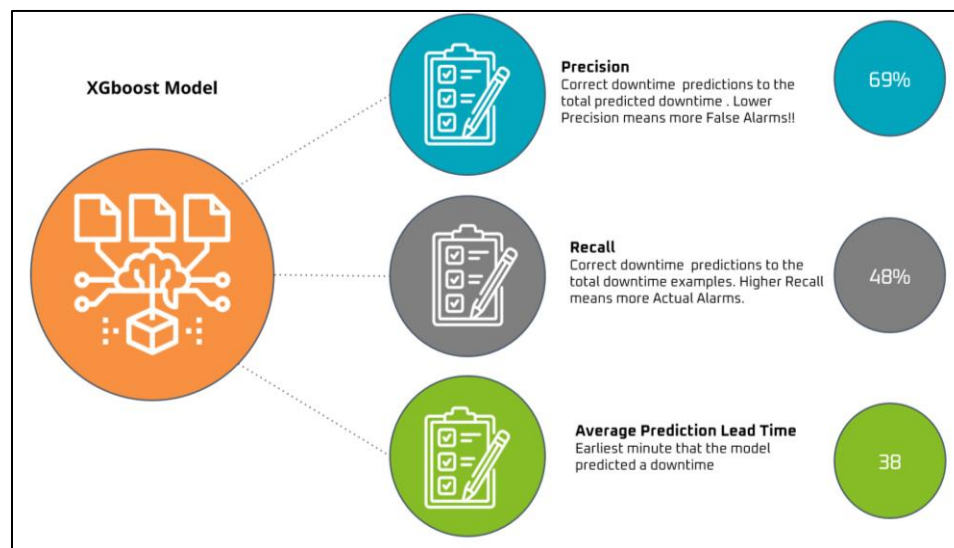 XGboost Model
Precision
Correct downtime predictions to the
total predicted downtime . Lower
Precision means more False Alarms!!
69%
Recall
Correct downtime predictions to the
total downtime examples. Higher Recall
means more Actual Alarms.
48%
Average Prediction Lead Time
Earliest minute that the model
predicted a downtime
38